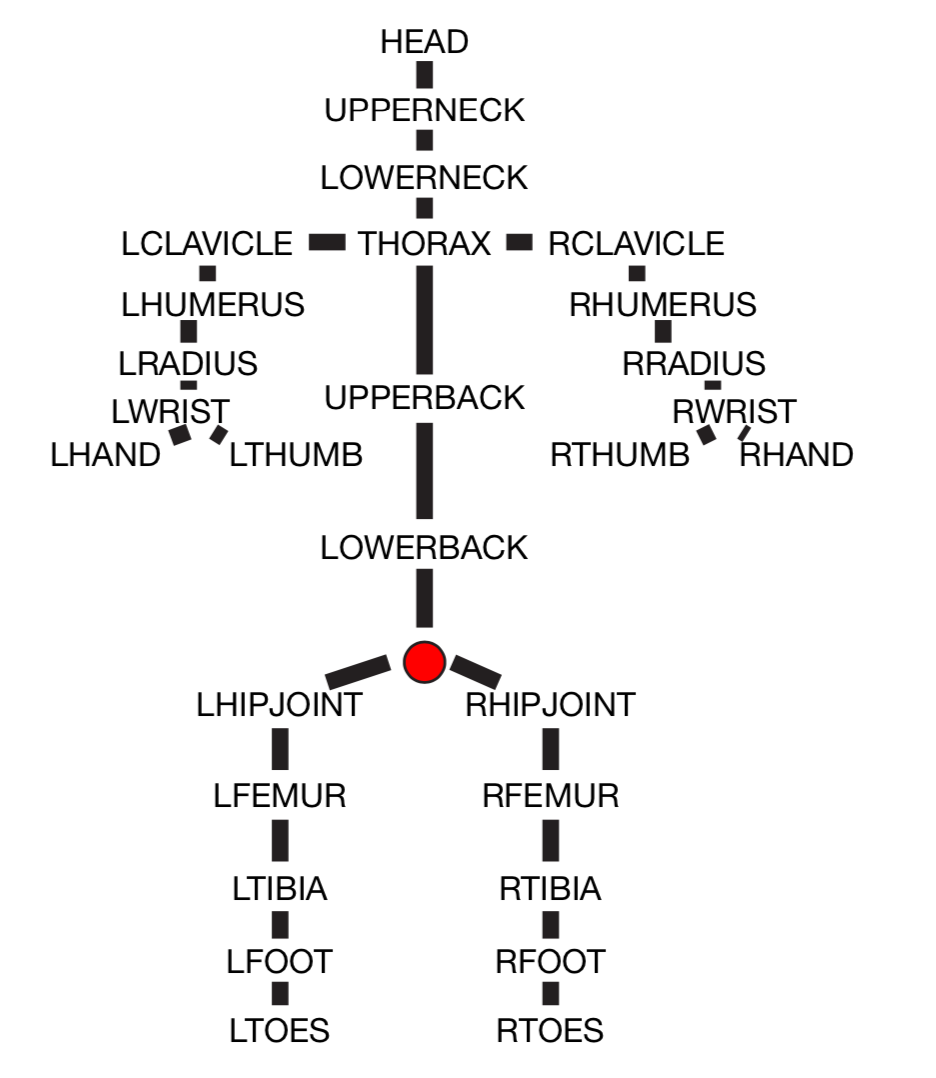 HEAD
UPPERNECK
LOWERNECK
LCLAVICLE THORAX RCLAVICLE
LHUMERUS RHUMERUS
LRADIUS RRADIUS
UPPERBACK
LWRIST RWRIST
LHAND LTHUMB RTHUMB RHAND
LOWERBACK
LHIPJOINT RHIPJOINT
LFEMUR RFEMUR
LTIBIA RTIBIA
LFOOT RFOOT
LTOES RTOES